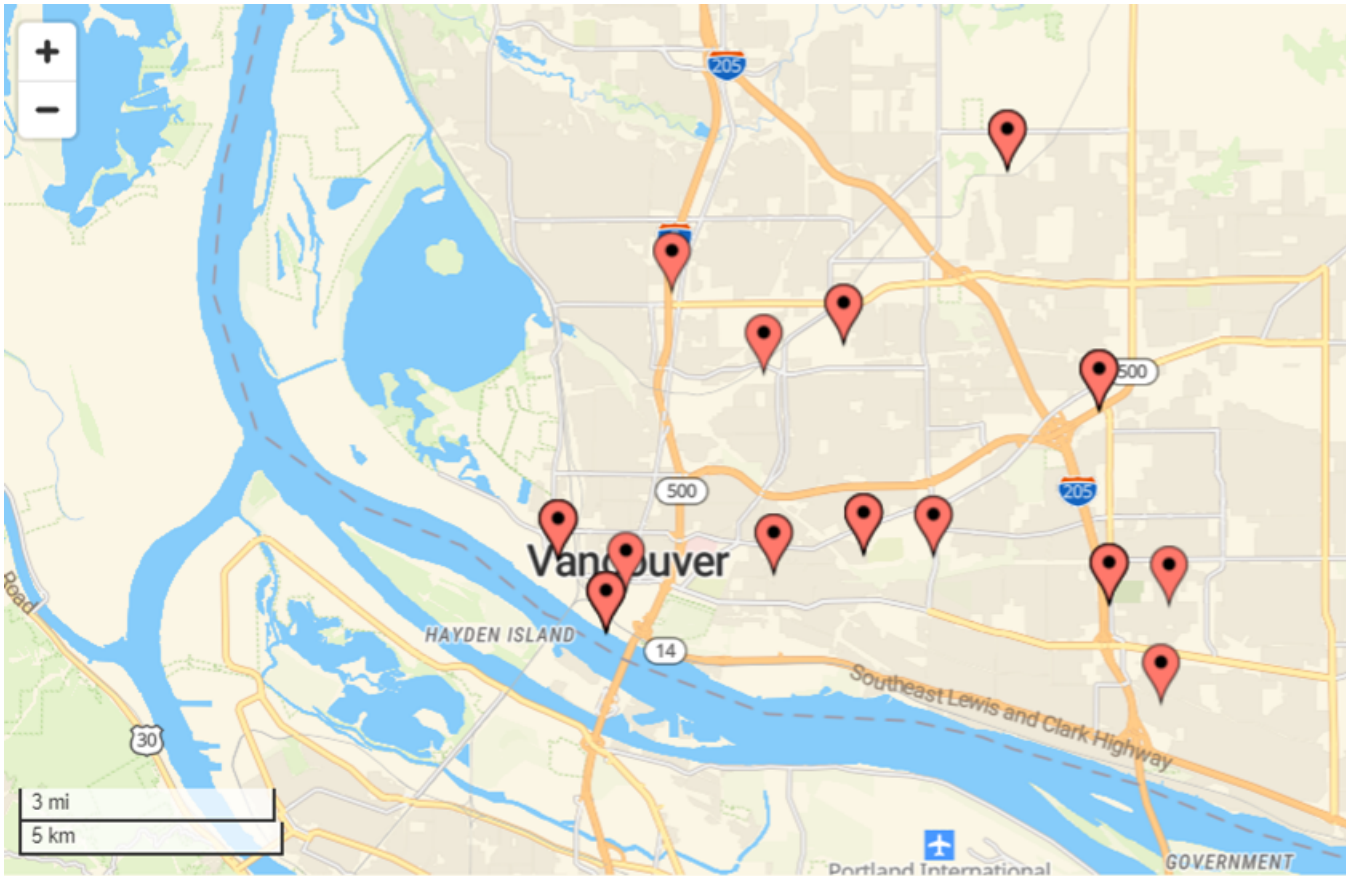 +
205
−
500
500
205
Vancouver
HAYDEN ISLAND
Road
14
Southeast Lewis and Clark Highway
30
3 mi
5 km
Portland International
GOVERNMENT